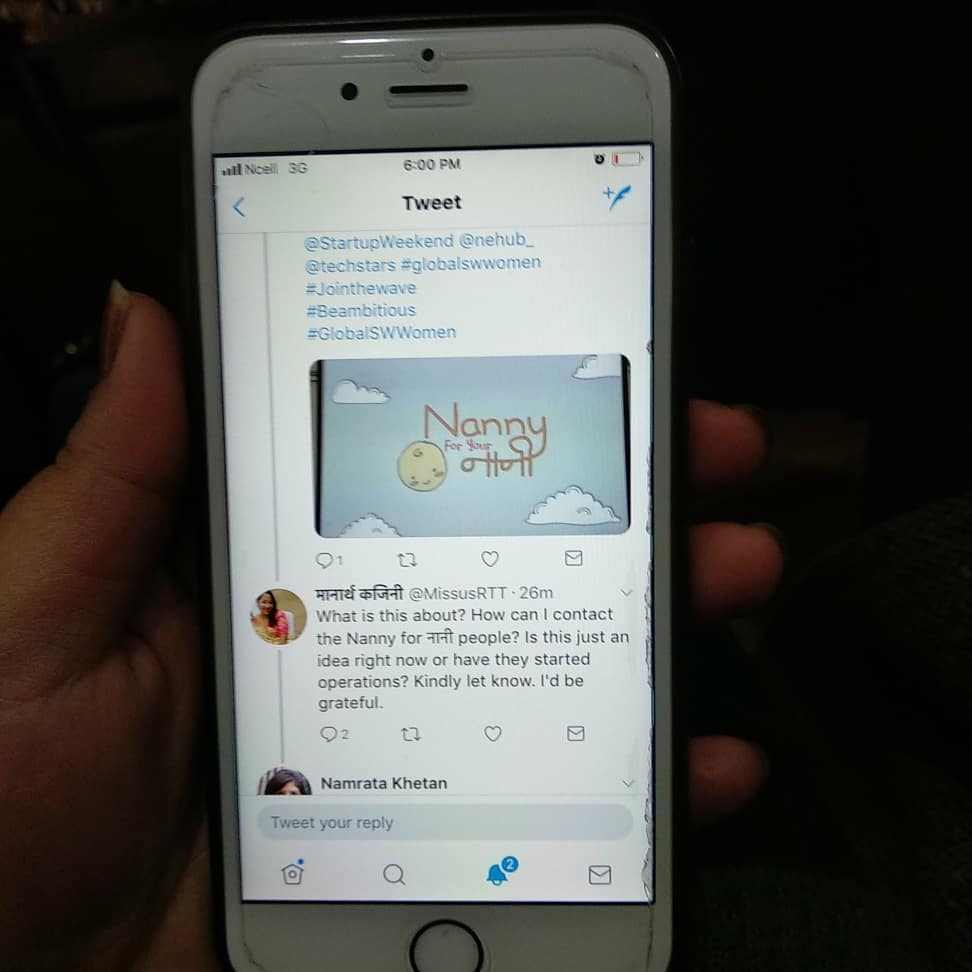 Ncell 3G 6:00 PM
Tweet
@StartupWeekend @nehub_
@techstars #globalswwomen
#Jointhewave
#Beambitious
#GlobalSWWomen
Nanny
For Your
नानी
1
मानार्थ कजिनी @MissusRTT · 26m
What is this about? How can I contact
the Nanny for नानी people? Is this just an
idea right now or have they started
operations? Kindly let know. I'd be
grateful.
2
Namrata Khetan
Tweet your reply
2